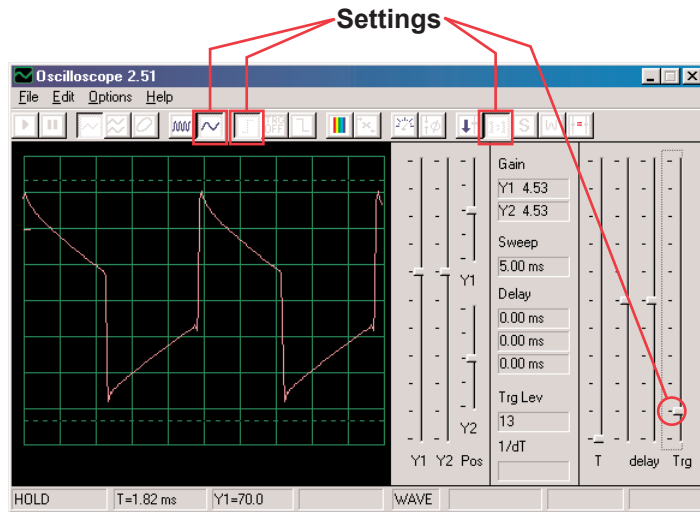 Settings
Oscilloscope 2.51
File Edit Options Help
TRG
OFF
1:1 S W
Gain
Y1 4.53
Y2 4.53
Sweep
5.00 ms
Delay
0.00 ms
0.00 ms
0.00 ms
Trg Lev
13
1/dT
Y1
Y2
Y1 Y2 Pos
T delay Trg
HOLD T=1.82 ms Y1=70.0 WAVE